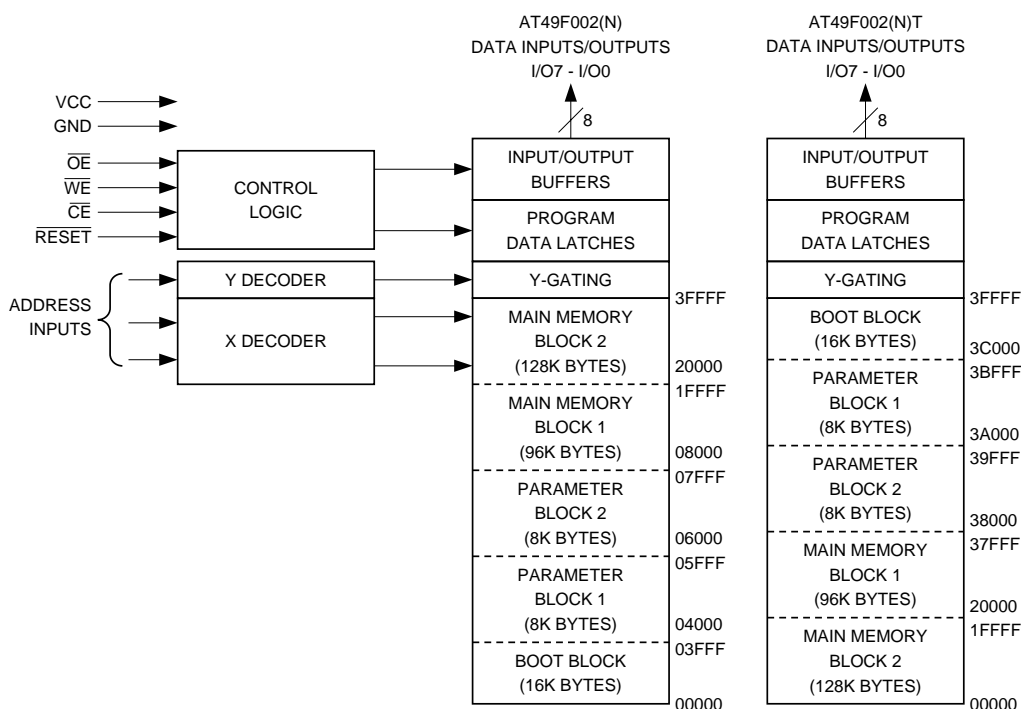 AT49F002(N)
DATA INPUTS/OUTPUTS
I/O7 - I/O0
8
AT49F002(N)T
DATA INPUTS/OUTPUTS
I/O7 - I/O0
8
VCC
GND
OE
WE
CE
RESET
ADDRESS
INPUTS
CONTROL
LOGIC
Y DECODER
X DECODER
INPUT/OUTPUT
BUFFERS
PROGRAM
DATA LATCHES
Y-GATING
3FFFF
MAIN MEMORY
BLOCK 2
(128K BYTES)
20000
1FFFF
MAIN MEMORY
BLOCK 1
(96K BYTES)
08000
07FFF
PARAMETER
BLOCK 2
(8K BYTES)
06000
05FFF
PARAMETER
BLOCK 1
(8K BYTES)
04000
03FFF
BOOT BLOCK
(16K BYTES)
00000
INPUT/OUTPUT
BUFFERS
PROGRAM
DATA LATCHES
Y-GATING
3FFFF
BOOT BLOCK
(16K BYTES)
3C000
3BFFF
PARAMETER
BLOCK 1
(8K BYTES)
3A000
39FFF
PARAMETER
BLOCK 2
(8K BYTES)
38000
37FFF
MAIN MEMORY
BLOCK 1
(96K BYTES)
20000
1FFFF
MAIN MEMORY
BLOCK 2
(128K BYTES)
00000